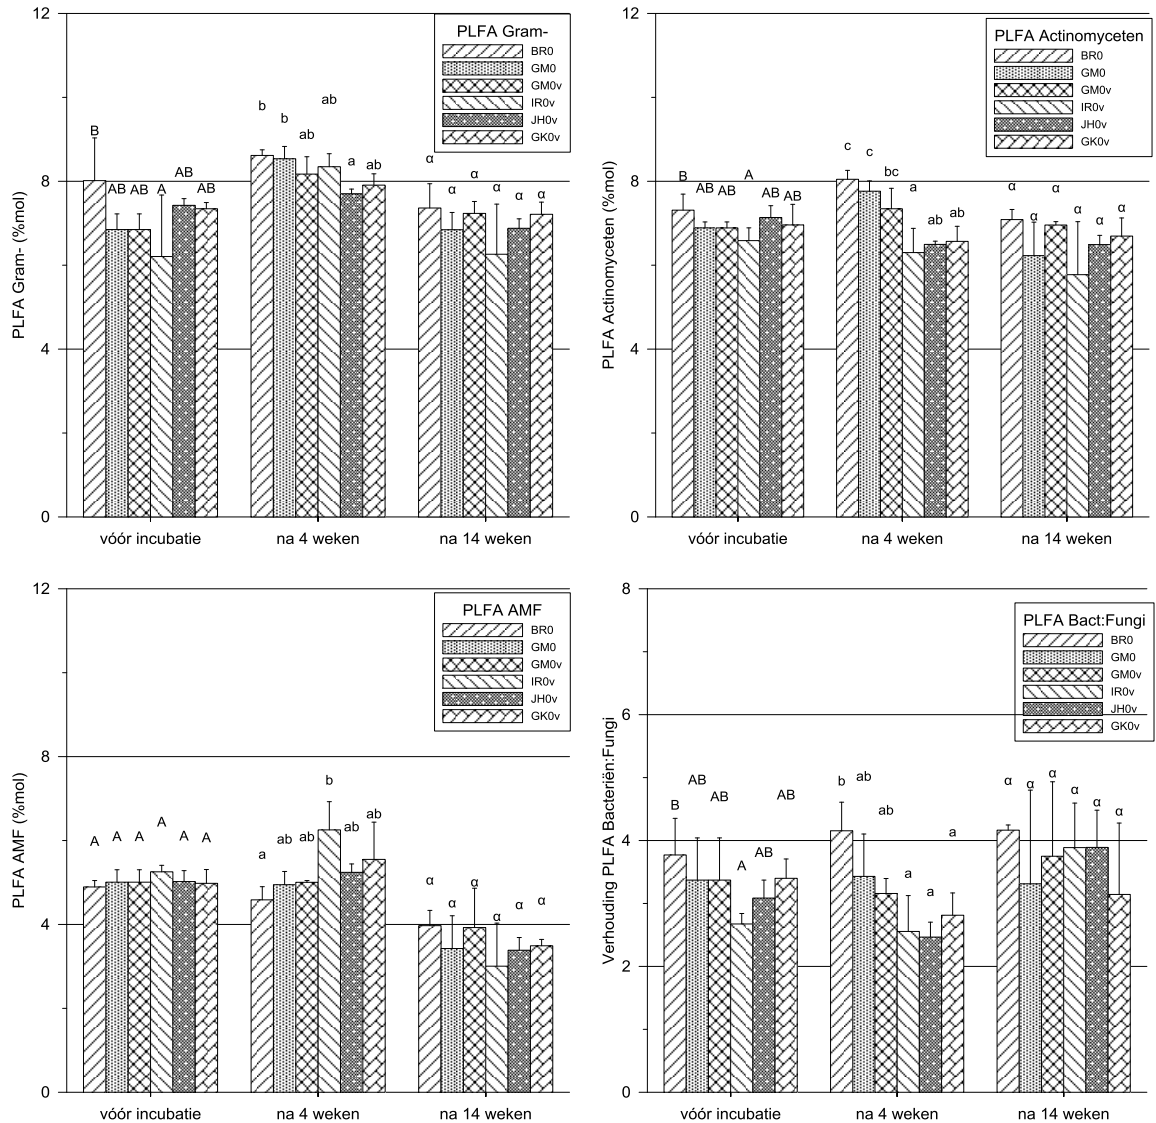 PLFA Gram-
BR0
GM0
GM0v
IR0v
JH0v
GK0v
PLFA Gram- (%mol)
12
8
4
0
B
AB
AB
A
AB
AB
b
b
ab
ab
a
ab
α
α
α
α
α
α
vóór incubatie
na 4 weken
na 14 weken
PLFA Actinomyceten
BR0
GM0
GM0v
IR0v
JH0v
GK0v
PLFA Actinomyceten (%mol)
12
8
4
0
B
AB
AB
A
AB
AB
c
c
bc
a
ab
ab
α
α
α
α
α
α
vóór incubatie
na 4 weken
na 14 weken
PLFA AMF
BR0
GM0
GM0v
IR0v
JH0v
GK0v
PLFA AMF (%mol)
12
8
4
0
A
A
A
A
A
A
a
ab
ab
b
ab
ab
α
α
α
α
α
α
vóór incubatie
na 4 weken
na 14 weken
PLFA Bact:Fungi
BR0
GM0
GM0v
IR0v
JH0v
GK0v
Verhouding PLFA Bacteriën:Fungi
8
6
4
2
0
B
AB
AB
A
AB
AB
b
ab
ab
a
a
a
α
α
α
α
α
α
vóór incubatie
na 4 weken
na 14 weken